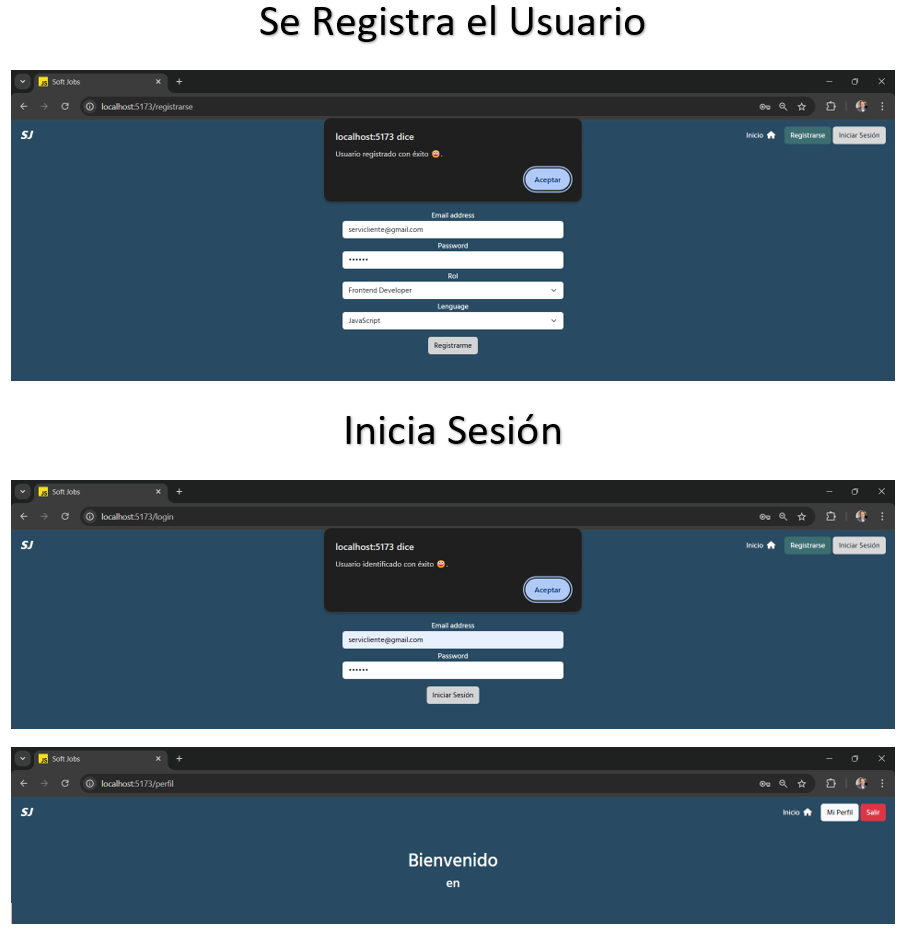 Se Registra el Usuario
Soft Jobs
localhost:5173/registrarse
SJ
localhost:5173 dice
Usuario registrado con éxito 😄.
Aceptar
Inicio
Registrarse
Iniciar Sesión
Email address
servicliente@gmail.com
Password
••••••
Rol
Frontend Developer
Lenguage
JavaScript
Registrarme
Inicia Sesión
Soft Jobs
localhost:5173/login
SJ
localhost:5173 dice
Usuario identificado con éxito 😄.
Aceptar
Inicio
Registrarse
Iniciar Sesión
Email address
servicliente@gmail.com
Password
••••••
Iniciar Sesión
Soft Jobs
localhost:5173/perfil
SJ
Inicio
Mi Perfil
Salir
Bienvenido
en